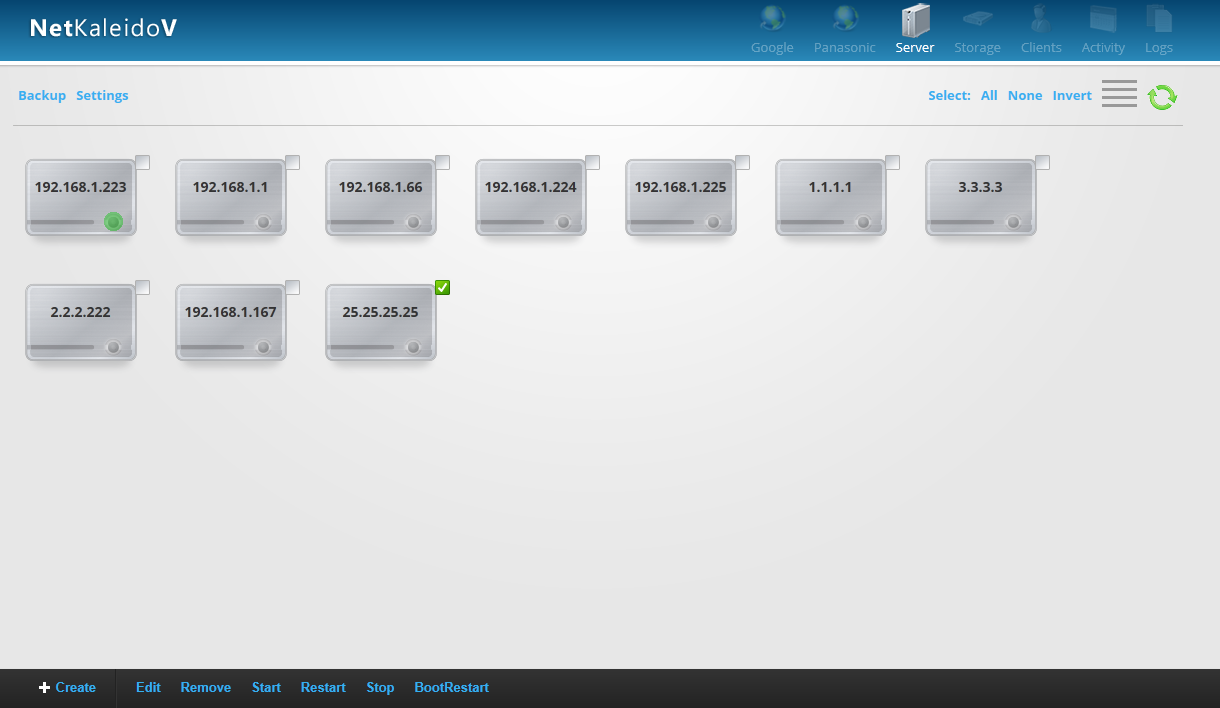 NetKaleidoV
Google Panasonic Server Storage Clients Activity Logs
Backup Settings Select: All None Invert
192.168.1.223 192.168.1.1 192.168.1.66 192.168.1.224 192.168.1.225 1.1.1.1 3.3.3.3
2.2.2.222 192.168.1.167 25.25.25.25
Create Edit Remove Start Restart Stop BootRestart